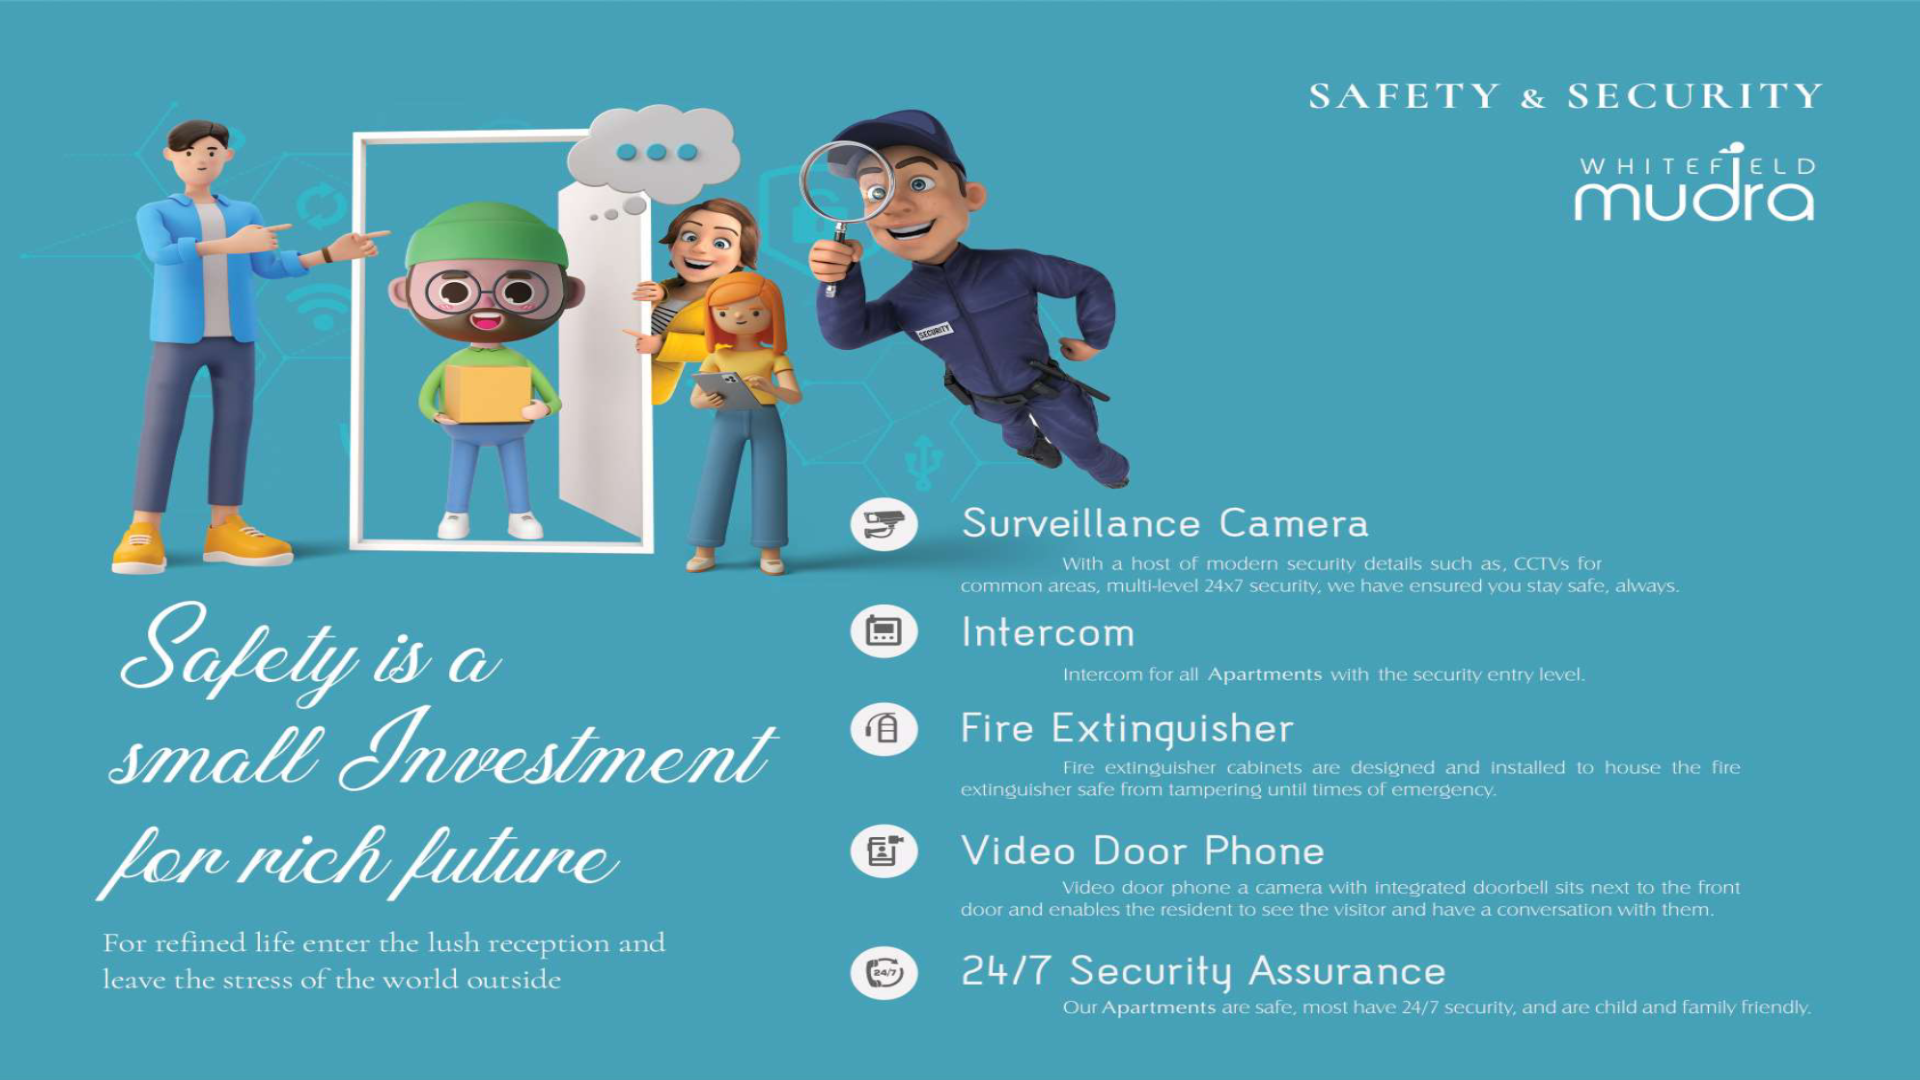 SAFETY & SECURITY
WHITEFIELD
mudra
SECURITY
Safety is a
small Investment
for rich future
For refined life enter the lush reception and
leave the stress of the world outside
Surveillance Camera
With a host of modern security details such as, CCTVs for
common areas, multi-level 24x7 security, we have ensured you stay safe, always.
Intercom
Intercom for all Apartments with the security entry level.
Fire Extinguisher
Fire extinguisher cabinets are designed and installed to house the fire
extinguisher safe from tampering until times of emergency.
Video Door Phone
Video door phone a camera with integrated doorbell sits next to the front
door and enables the resident to see the visitor and have a conversation with them.
24/7
24/7 Security Assurance
Our Apartments are safe, most have 24/7 security, and are child and family friendly.